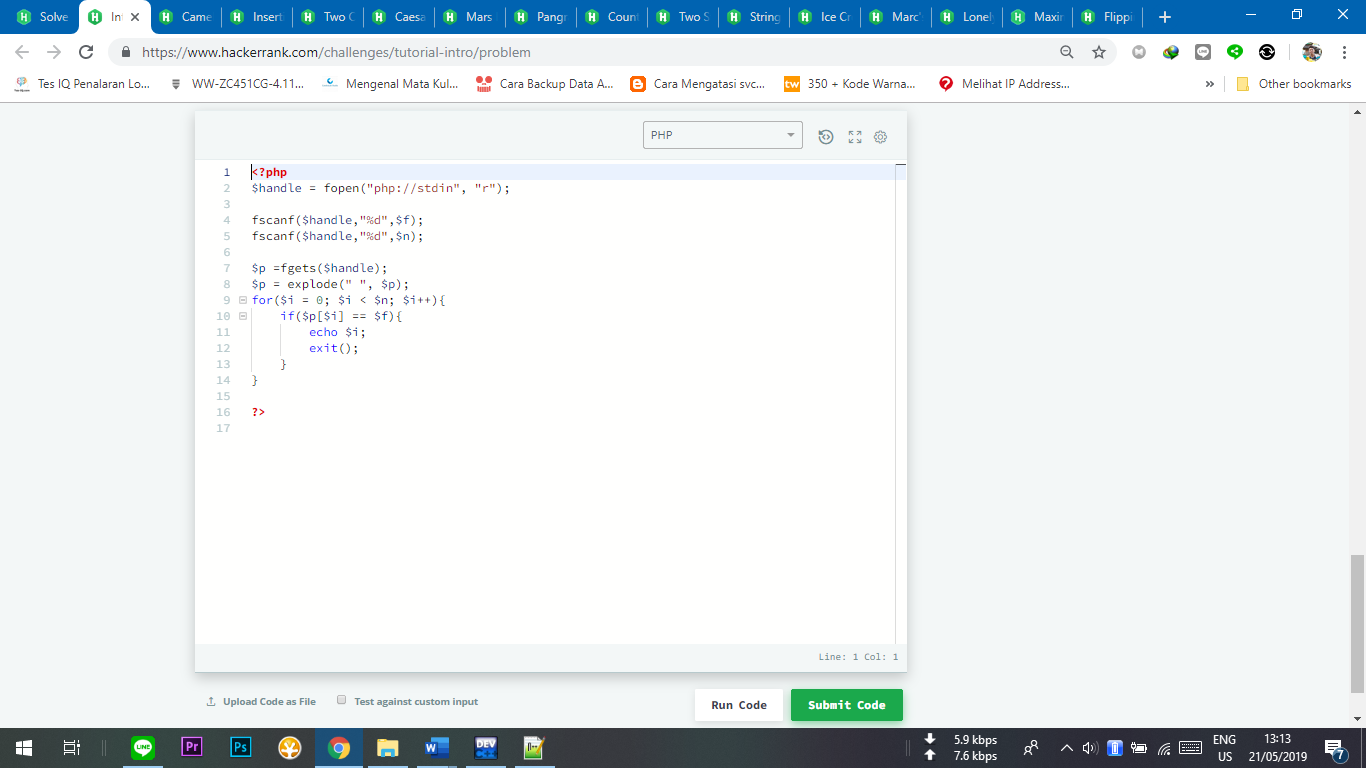 Solve
Int
Came
Insert
Two C
Caesa
Mars
Pangr
Count
Two S
String
Ice Cr
Marc'
Lonel
Maxi
Flippi
https://www.hackerrank.com/challenges/tutorial-intro/problem
Tes IQ Penalaran Lo...
WW-ZC451CG-4.11...
Mengenal Mata Kul...
Cara Backup Data A...
Cara Mengatasi svc...
tw
350 + Kode Warna...
Melihat IP Address...
»
Other bookmarks
PHP
1 <?php
2 $handle = fopen("php://stdin", "r");
3
4 fscanf($handle,"%d",$f);
5 fscanf($handle,"%d",$n);
6
7 $p =fgets($handle);
8 $p = explode(" ", $p);
9 for($i = 0; $i < $n; $i++){
10 if($p[$i] == $f){
11 echo $i;
12 exit();
13 }
14 }
15
16 ?>
17
Line: 1 Col: 1
Upload Code as File
Test against custom input
Run Code
Submit Code
LINE
Pr
Ps
W
DEV
5.9 kbps
7.6 kbps
ENG
US
13:13
21/05/2019
7